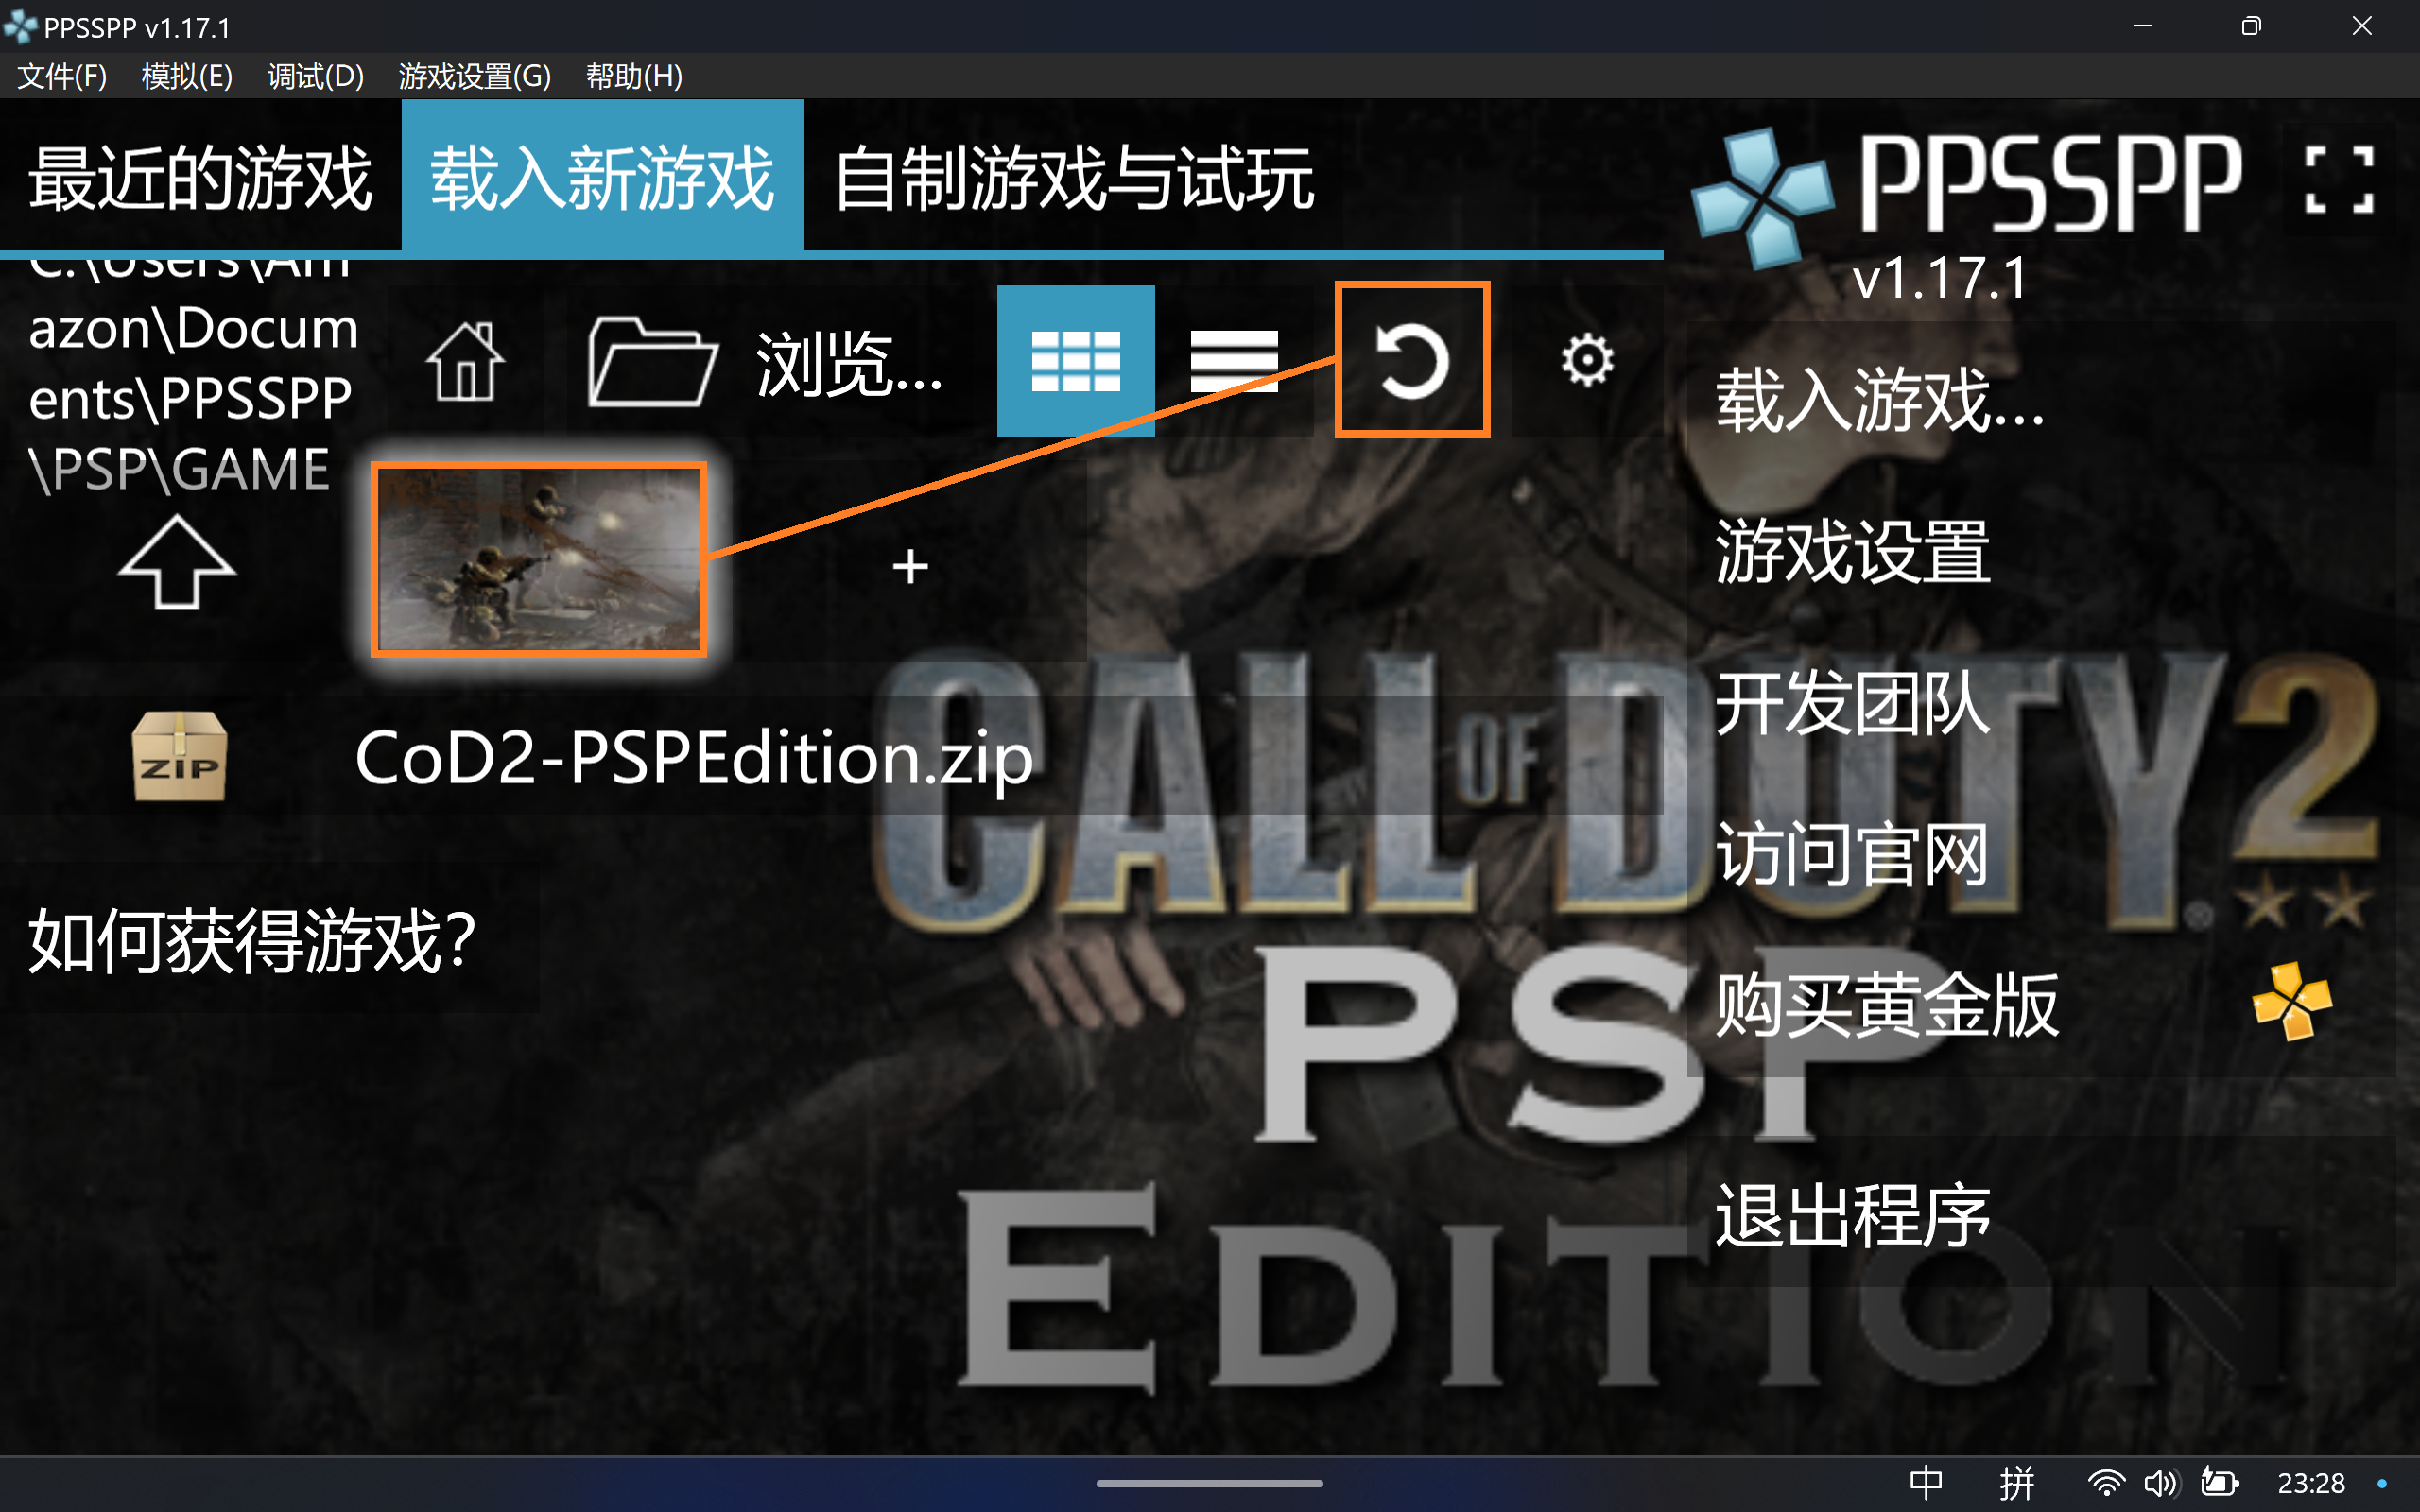 PPSSPP v1.17.1
文件(F) 模拟(E) 调试(D) 游戏设置(G) 帮助(H)
最近的游戏 载入新游戏 自制游戏与试玩
PPSSPP
v1.17.1
C:\Users\Am
azon\Docum
ents\PPSSPP
\PSP\GAME
浏览...
+
ZIP
CoD2-PSPEdition.zip
如何获得游戏？
载入游戏...
游戏设置
开发团队
访问官网
购买黄金版
退出程序
CALL OF DUTY 2
®
PSP
EDITION
中 拼 23:28